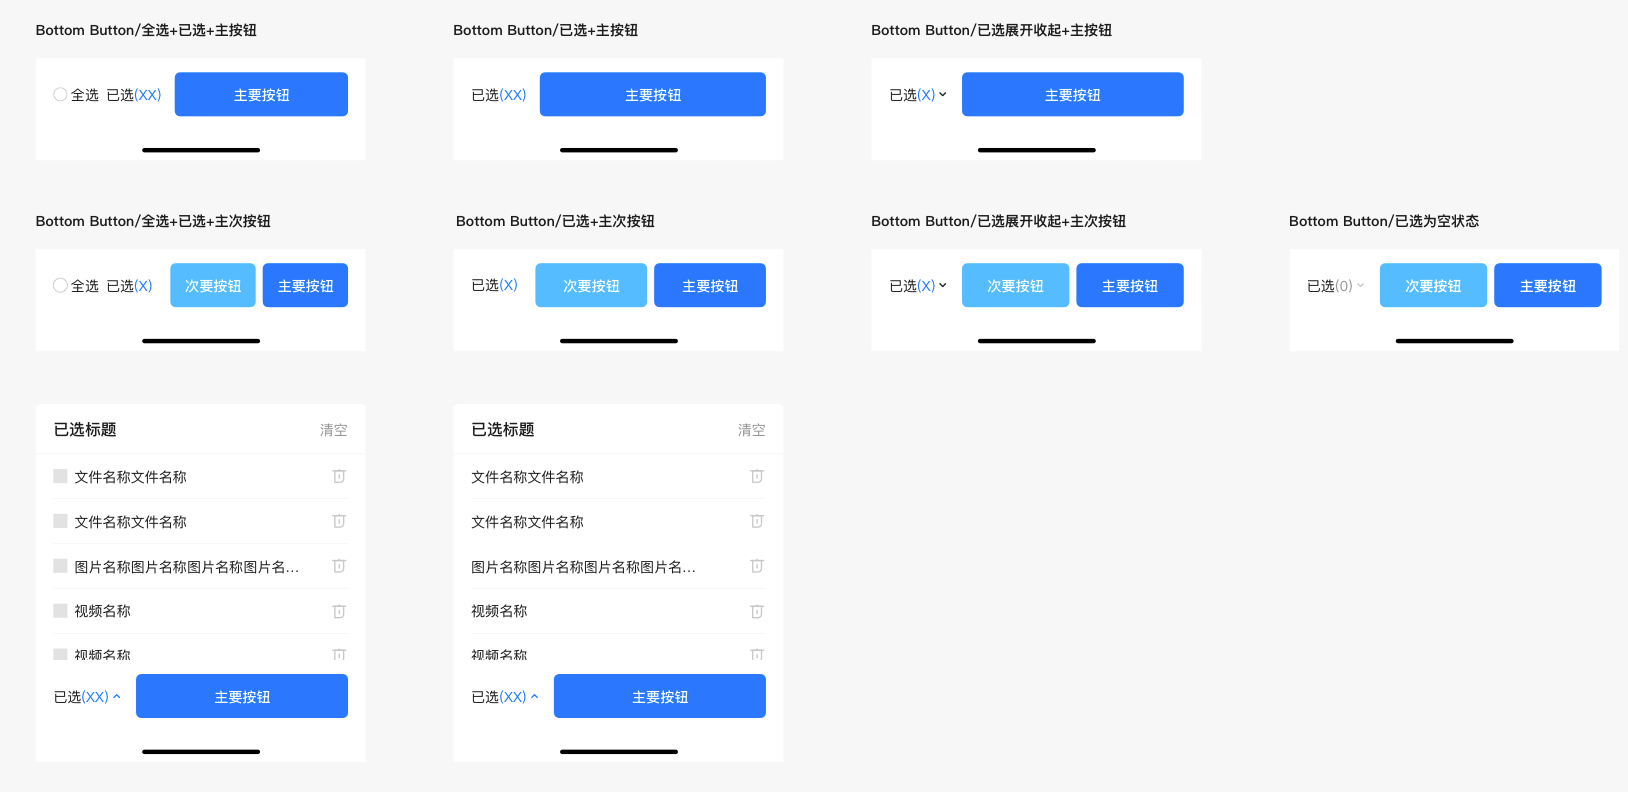 Bottom Button/全选+已选+主按钮
全选 已选(XX) 主要按钮
Bottom Button/已选+主按钮
已选(XX) 主要按钮
Bottom Button/已选展开收起+主按钮
已选(X) 主要按钮
Bottom Button/全选+已选+主次按钮
全选 已选(X) 次要按钮 主要按钮
Bottom Button/已选+主次按钮
已选(X) 次要按钮 主要按钮
Bottom Button/已选展开收起+主次按钮
已选(X) 次要按钮 主要按钮
Bottom Button/已选为空状态
已选(0) 次要按钮 主要按钮
已选标题 清空
文件名称文件名称
文件名称文件名称
图片名称图片名称图片名称图片名...
视频名称
视频名称
已选(XX) 主要按钮
已选标题 清空
文件名称文件名称
文件名称文件名称
图片名称图片名称图片名称图片名...
视频名称
视频名称
已选(XX) 主要按钮